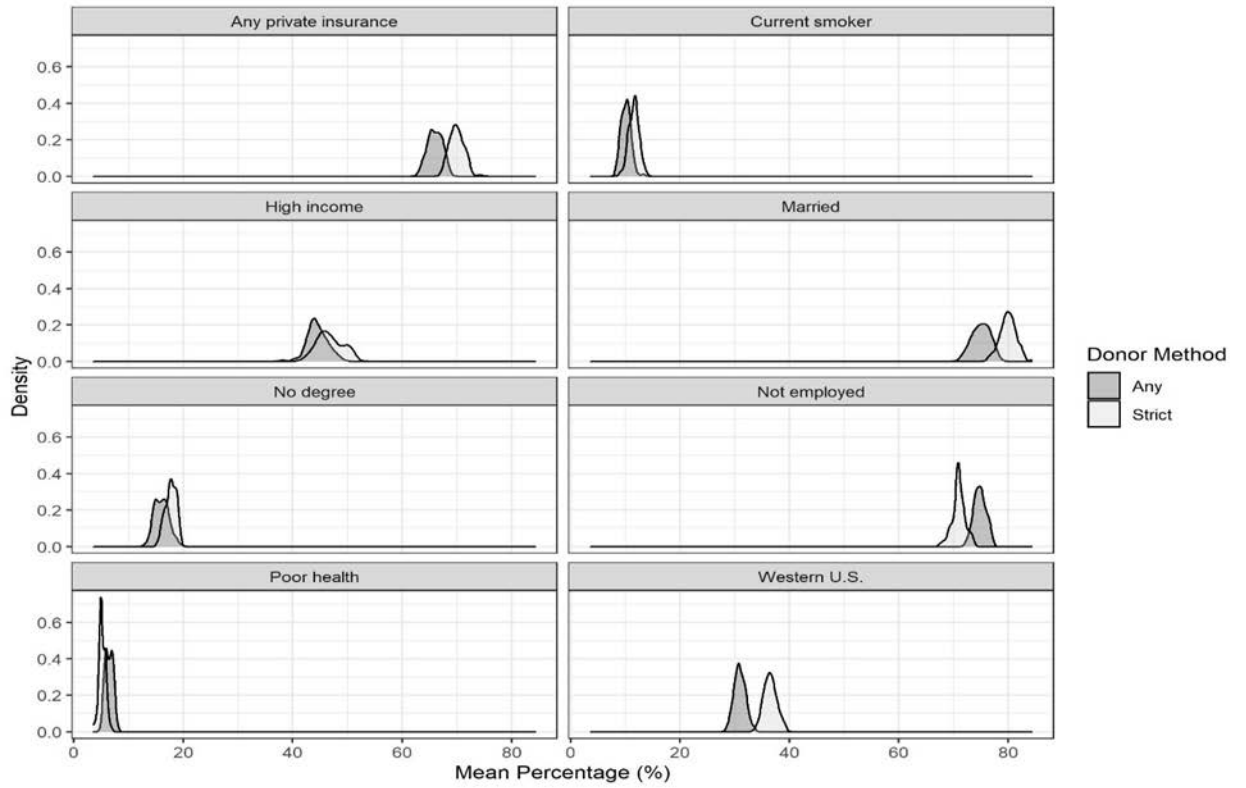 Any private insurance
Current smoker
0.6
0.4
0.2
0.0
High income
Married
0.6
0.4
0.2
0.0
No degree
Not employed
0.6
0.4
0.2
0.0
Poor health
Western U.S.
0.6
0.4
0.2
0.0
0 20 40 60 80
0 20 40 60 80
Mean Percentage (%)
Density
Donor Method
Any
Strict